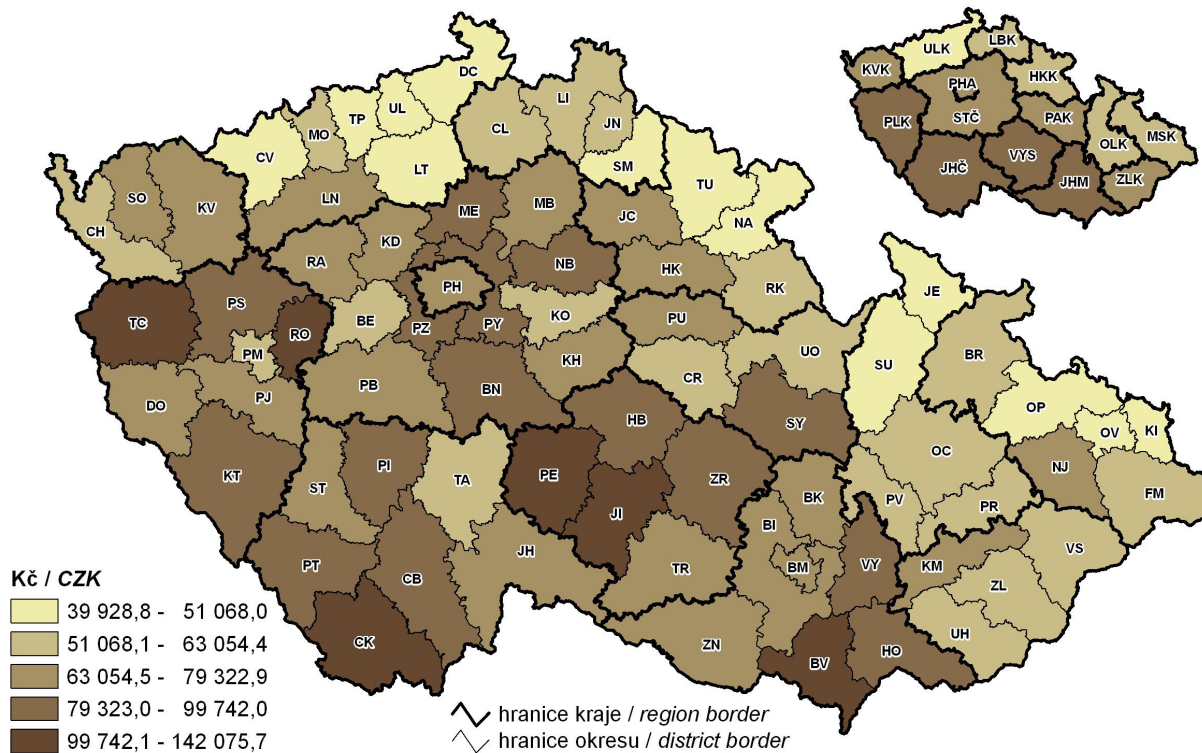 DC
LI
UL
TP
MO
JN
CL
CV
LT
SM
TU
SO
KV
LN
ME
MB
JC
NA
CH
KD
RA
NB
HK
PH
RK
JE
TC
PS
RO
BE
PZ
PY
KO
PU
UO
BR
PM
SU
CR
KH
PB
BN
DO
PJ
OP
HB
SY
OV
KI
OC
KT
PI
ST
TA
PE
ZR
NJ
FM
JI
BK
PV
PR
BI
JH
VS
PT
CB
TR
BM
VY
KM
ZL
CK
ZN
UH
BV
HO
ULK
LBK
KVK
HKK
PHA
STČ
PAK
PLK
OLK
MSK
VYS
JHČ
JHM
ZLK
Kč / CZK
39 928,8 - 51 068,0
51 068,1 - 63 054,4
63 054,5 - 79 322,9
79 323,0 - 99 742,0
99 742,1 - 142 075,7
hranice kraje / region border
hranice okresu / district border